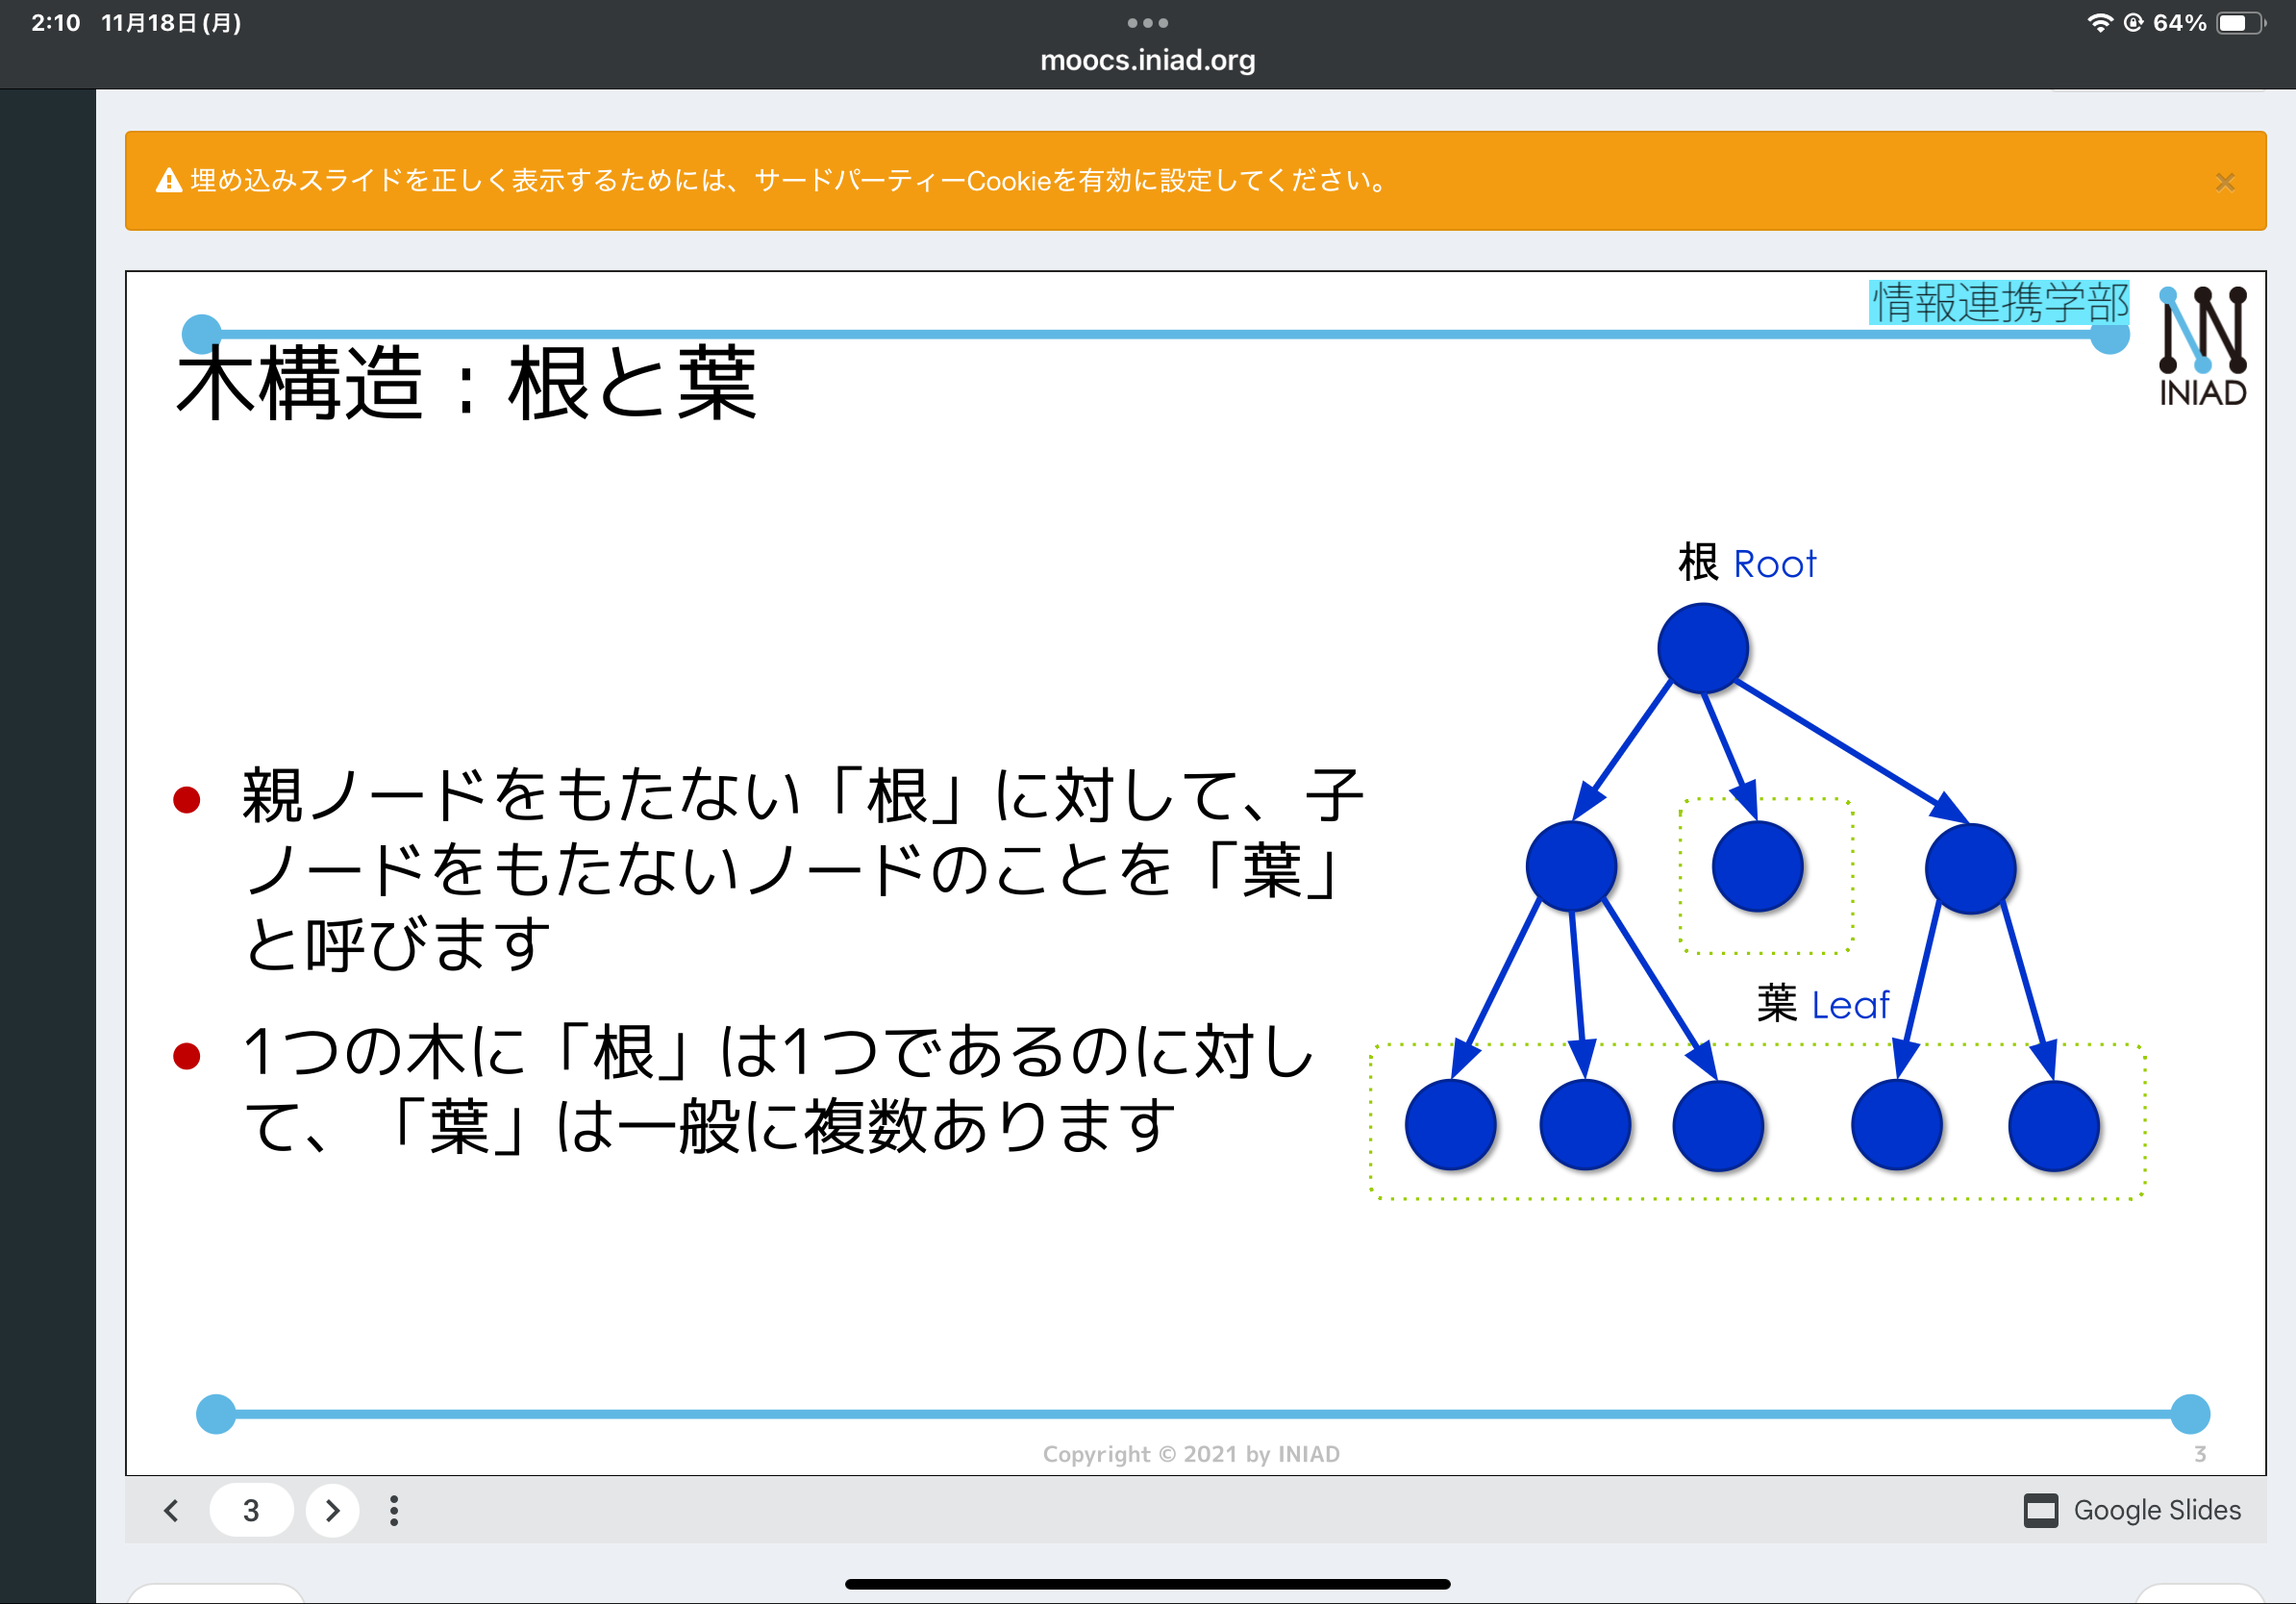 2:10 11月18日(月)
64%
moocs.iniad.org
埋め込みスライドを正しく表示するためには、サードパーティーCookieを有効に設定してください。
×
情報連携学部
INIAD
木構造：根と葉
根 Root
親ノードをもたない「根」に対して、子
ノードをもたないノードのことを「葉」
と呼びます
葉 Leaf
1つの木に「根」は1つであるのに対し
て、「葉」は一般に複数あります
Copyright © 2021 by INIAD
3
3
Google Slides